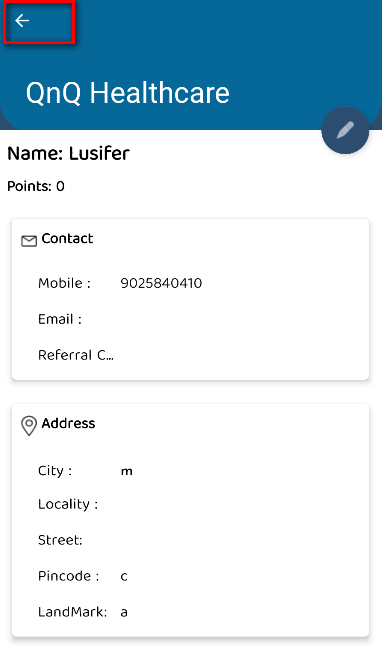 QnQ Healthcare
Name: Lusifer
Points: 0
Contact
Mobile : 9025840410
Email :
Referral C...
Address
City : m
Locality :
Street:
Pincode : c
LandMark: a